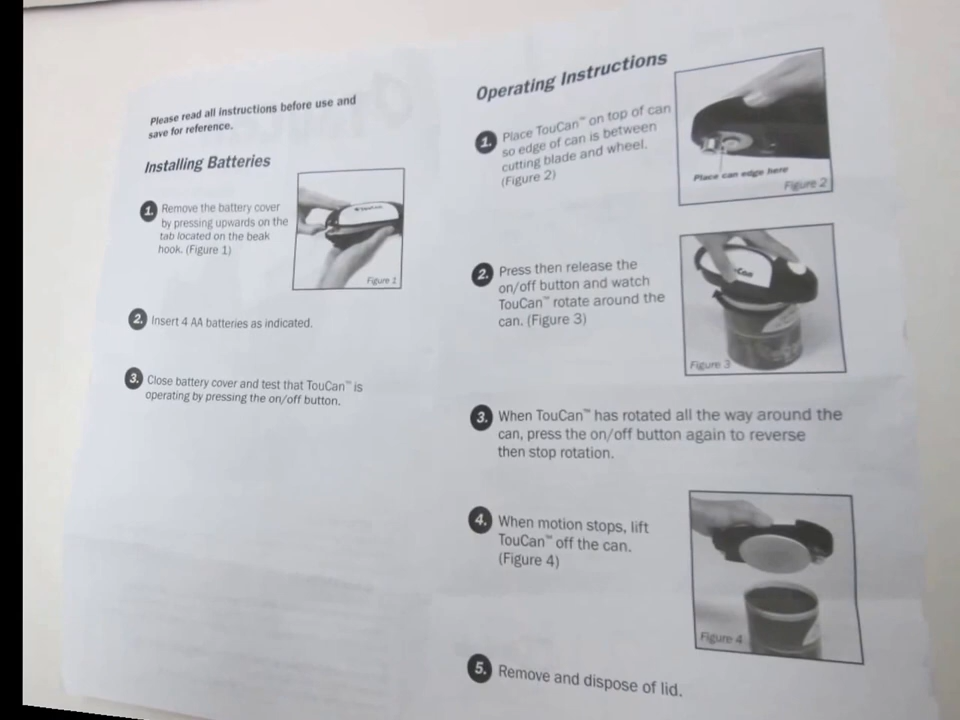 Please read all instructions before use and
save for reference.
Installing Batteries
1. Remove the battery cover
by pressing upwards on the
tab located on the beak
hook. (Figure 1)
Figure 1
2. Insert 4 AA batteries as indicated.
3. Close battery cover and test that TouCan™ is
operating by pressing the on/off button.
Operating Instructions
1. Place TouCan™ on top of can
so edge of can is between
cutting blade and wheel.
(Figure 2)
Place can edge here
Figure 2
2. Press then release the
on/off button and watch
TouCan™ rotate around the
can. (Figure 3)
Figure 3
3. When TouCan™ has rotated all the way around the
can, press the on/off button again to reverse
then stop rotation.
4. When motion stops, lift
TouCan™ off the can.
(Figure 4)
Figure 4
5. Remove and dispose of lid.